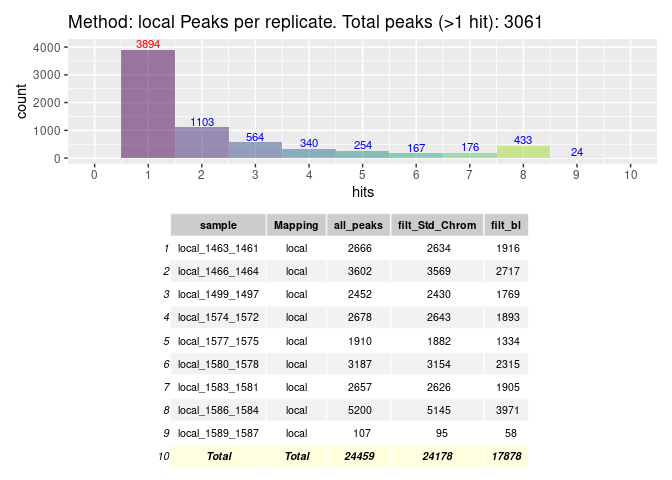 Method: local Peaks per replicate. Total peaks (>1 hit): 3061
count
4000
3000
2000
1000
0
3894
1103
564
340
254
167
176
433
24
0 1 2 3 4 5 6 7 8 9 10
hits
sample Mapping all_peaks filt_Std_Chrom filt_bl
1 local_1463_1461 local 2666 2634 1916
2 local_1466_1464 local 3602 3569 2717
3 local_1499_1497 local 2452 2430 1769
4 local_1574_1572 local 2678 2643 1893
5 local_1577_1575 local 1910 1882 1334
6 local_1580_1578 local 3187 3154 2315
7 local_1583_1581 local 2657 2626 1905
8 local_1586_1584 local 5200 5145 3971
9 local_1589_1587 local 107 95 58
10 Total Total 24459 24178 17878